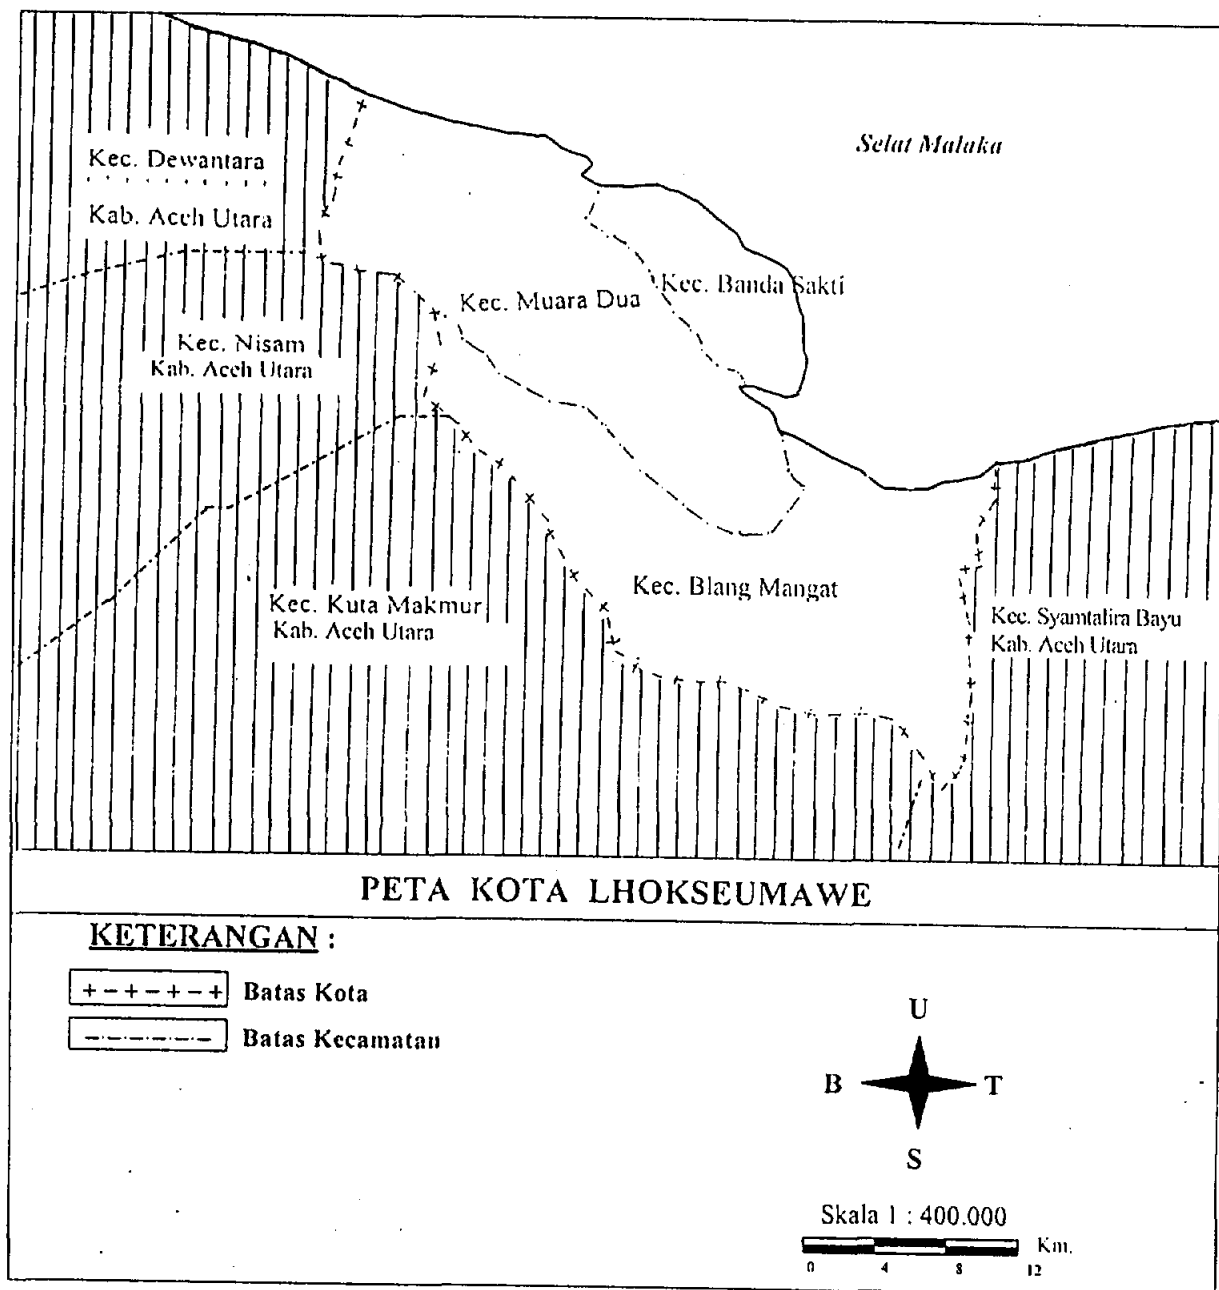 Selat Malaka
Kec. Dewantara
Kab. Aceh Utara
Kec. Banda Sakti
Kec. Muara Dua
Kec. Nisam
Kab. Aceh Utara
Kec. Blang Mangat
Kec. Kuta Makmur
Kab. Aceh Utara
Kec. Syamtalira Bayu
Kab. Aceh Utara
PETA KOTA LHOKSEUMAWE
KETERANGAN :
Batas Kota
Batas Kecamatan
U
B T
S
Skala 1 : 400.000
Km.
0 4 8 12